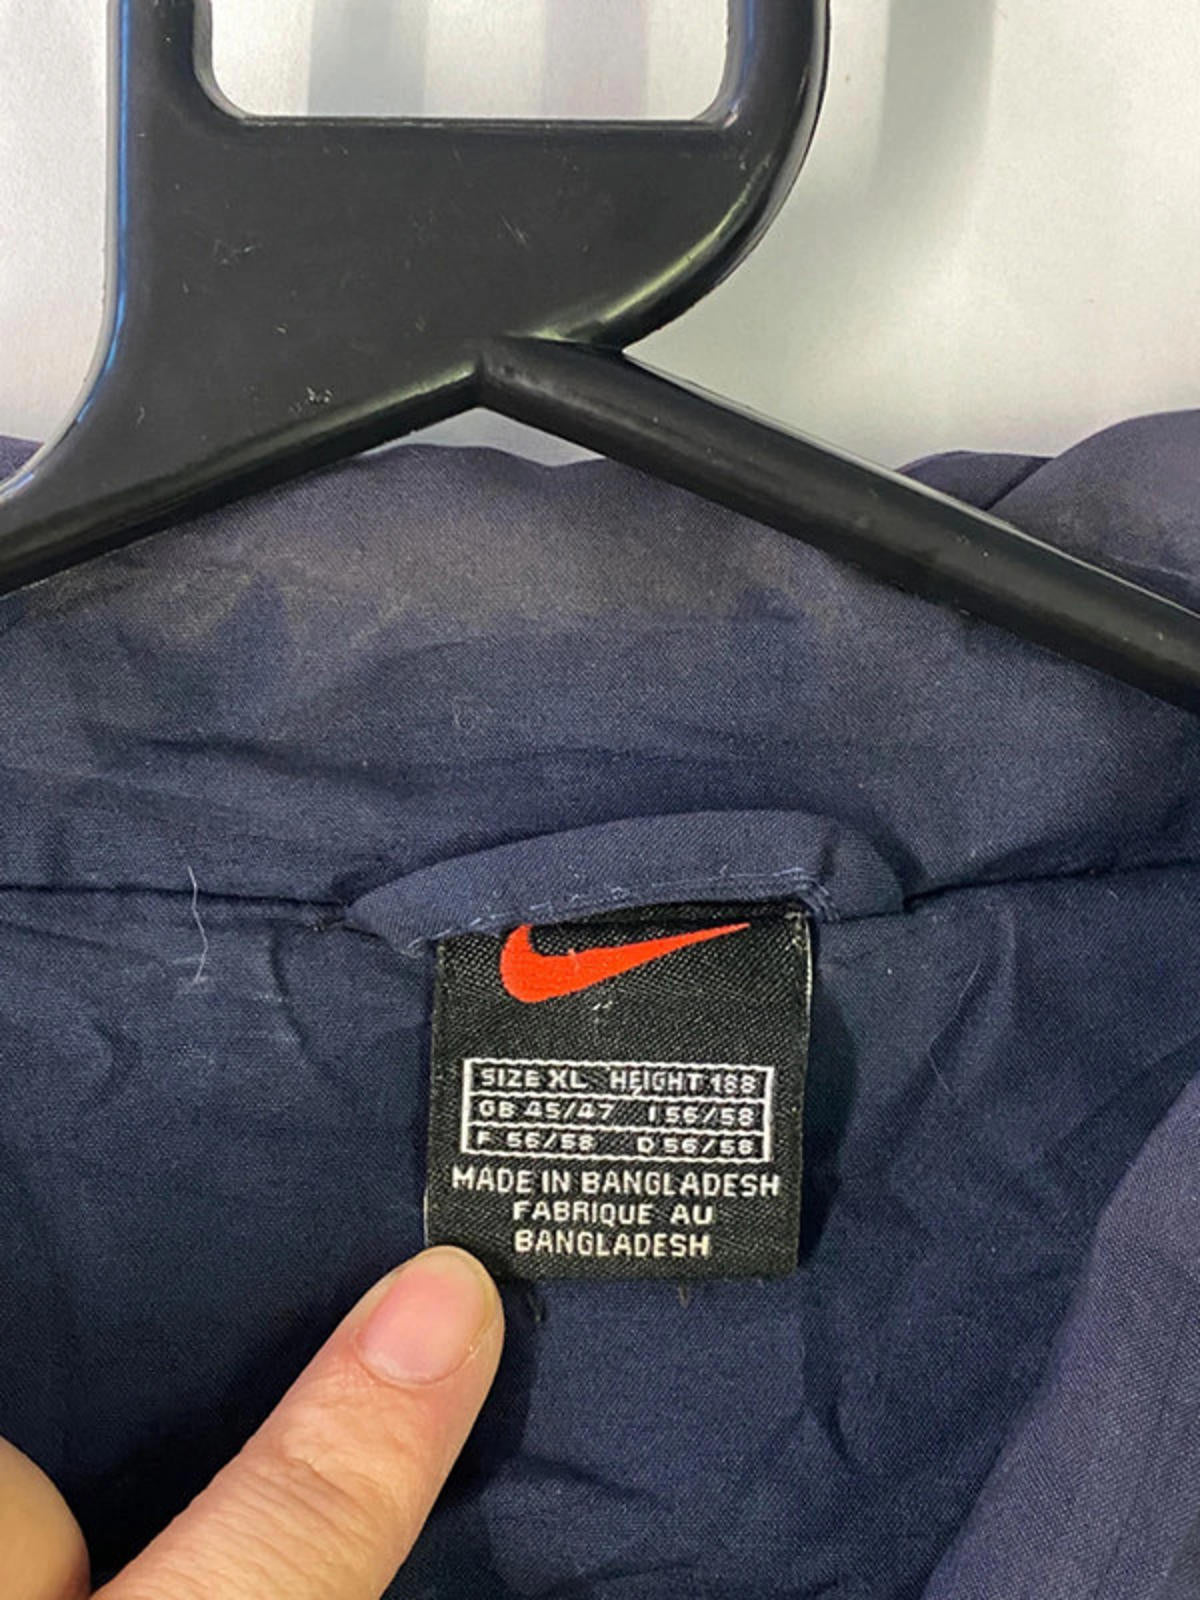 SIZE XL HEIGHT 188
GB 45/47 I 56/58
F 56/58 D 56/58
MADE IN BANGLADESH
FABRIQUE AU
BANGLADESH